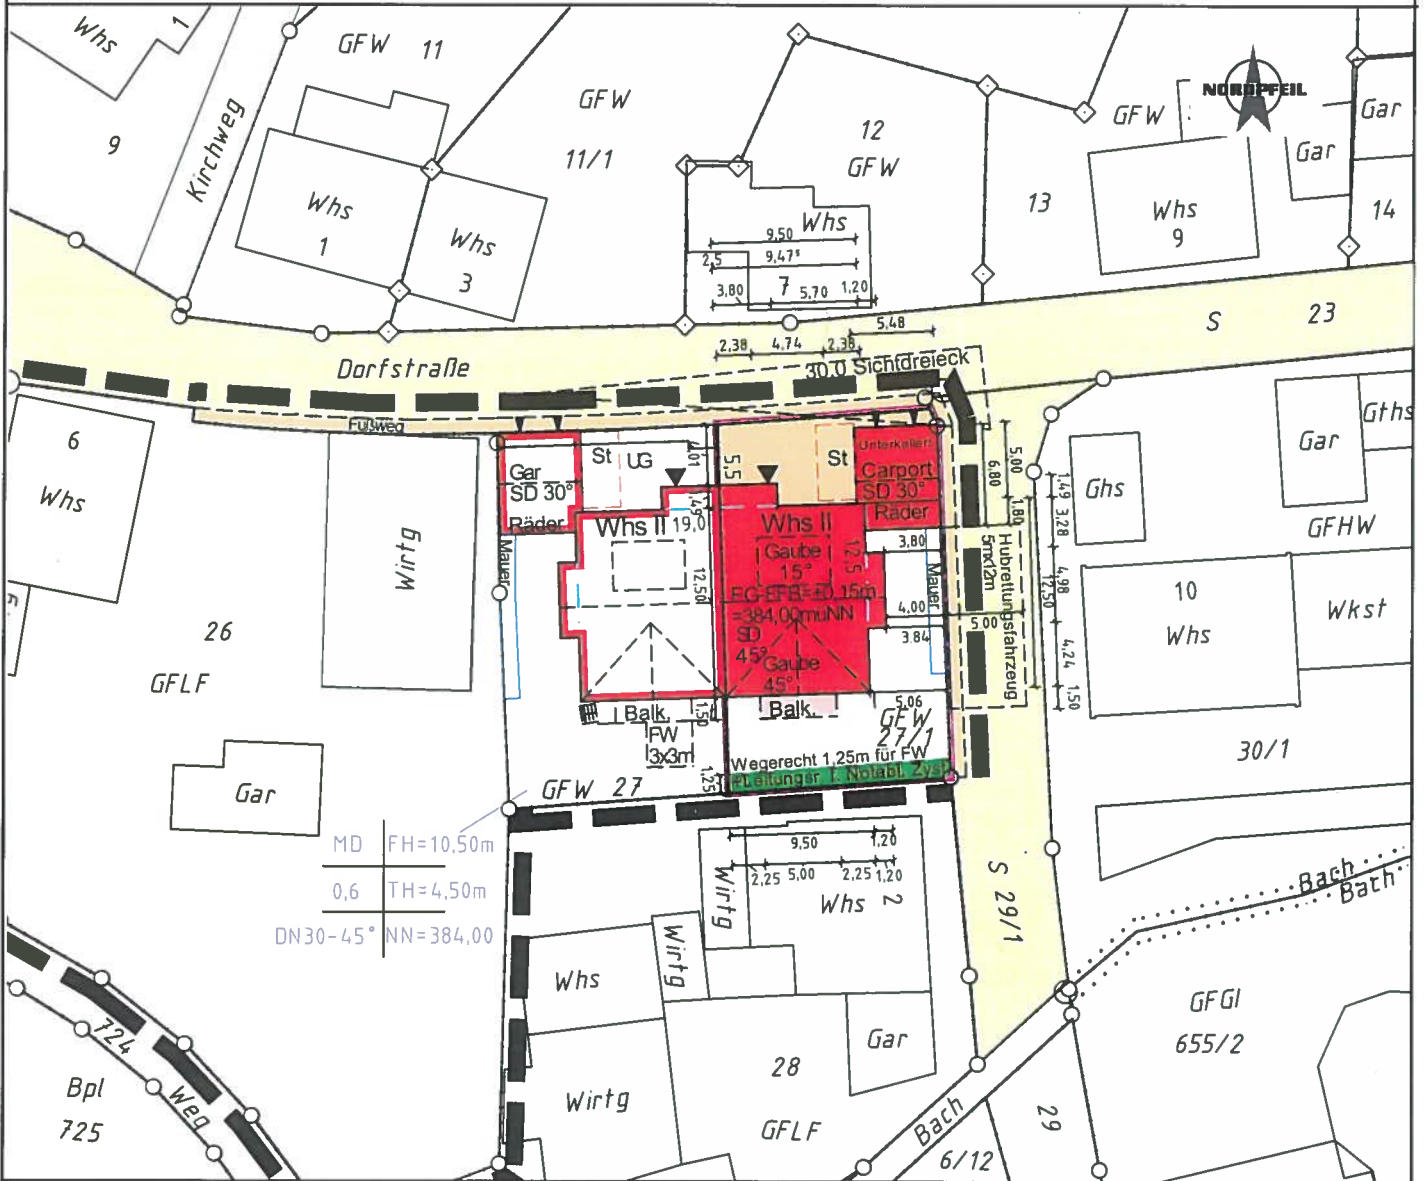 Whs
1
GFW 11
GFW
11/1
12
GFW
GFW
NORDPFEIL
Gar
Gar
14
9
Kirchweg
Whs
1
Whs
3
Whs
9,50
9,47⁵
2,5
7
3,80
5,70
1,20
13
Whs
9
S
23
5,48
2,38
4,74
2,38
Dorfstraße
30.0 Sichtdreieck
Fußweg
6
Whs
Wirtg
26
GFLF
Gar
Gar
SD 30°
Räder
St
UG
4,01
5,5
St
Unterkellert
Carport
SD 30°
Räder
Mauer
Whs II
19,0
1,49
12,50
Whs II
Gaube
15°
12,5
EG-EFB=±0,15m
=384,00müNN
SD
45°
Gaube
45°
3,80
Mauer
4,00
3,84
5,00
5,00
6,80
1,80
Hubrettungsfahrzeug
5mx12m
1,49
3,28
4,98
12,50
4,24
1,50
Ghs
Gar
Gths
GFHW
10
Whs
Wkst
30/1
Balk.
1,50
FW
3x3m
1,25
Balk.
5,06
GFW
27/1
Wegerecht 1,25m für FW
+Leitungsr. f. Notabl. Zyst
GFW 27
MD
FH=10,50m
0,6
TH=4,50m
DN30-45°
NN=384,00
9,50
1,20
2,25
5,00
2,25
1,20
Wirtg
Whs
2
Wirtg
Whs
Wirtg
28
GFLF
Gar
S 29/1
Bach
Bach
GFGI
655/2
Bach
29
6/12
724
Weg
Bpl
725